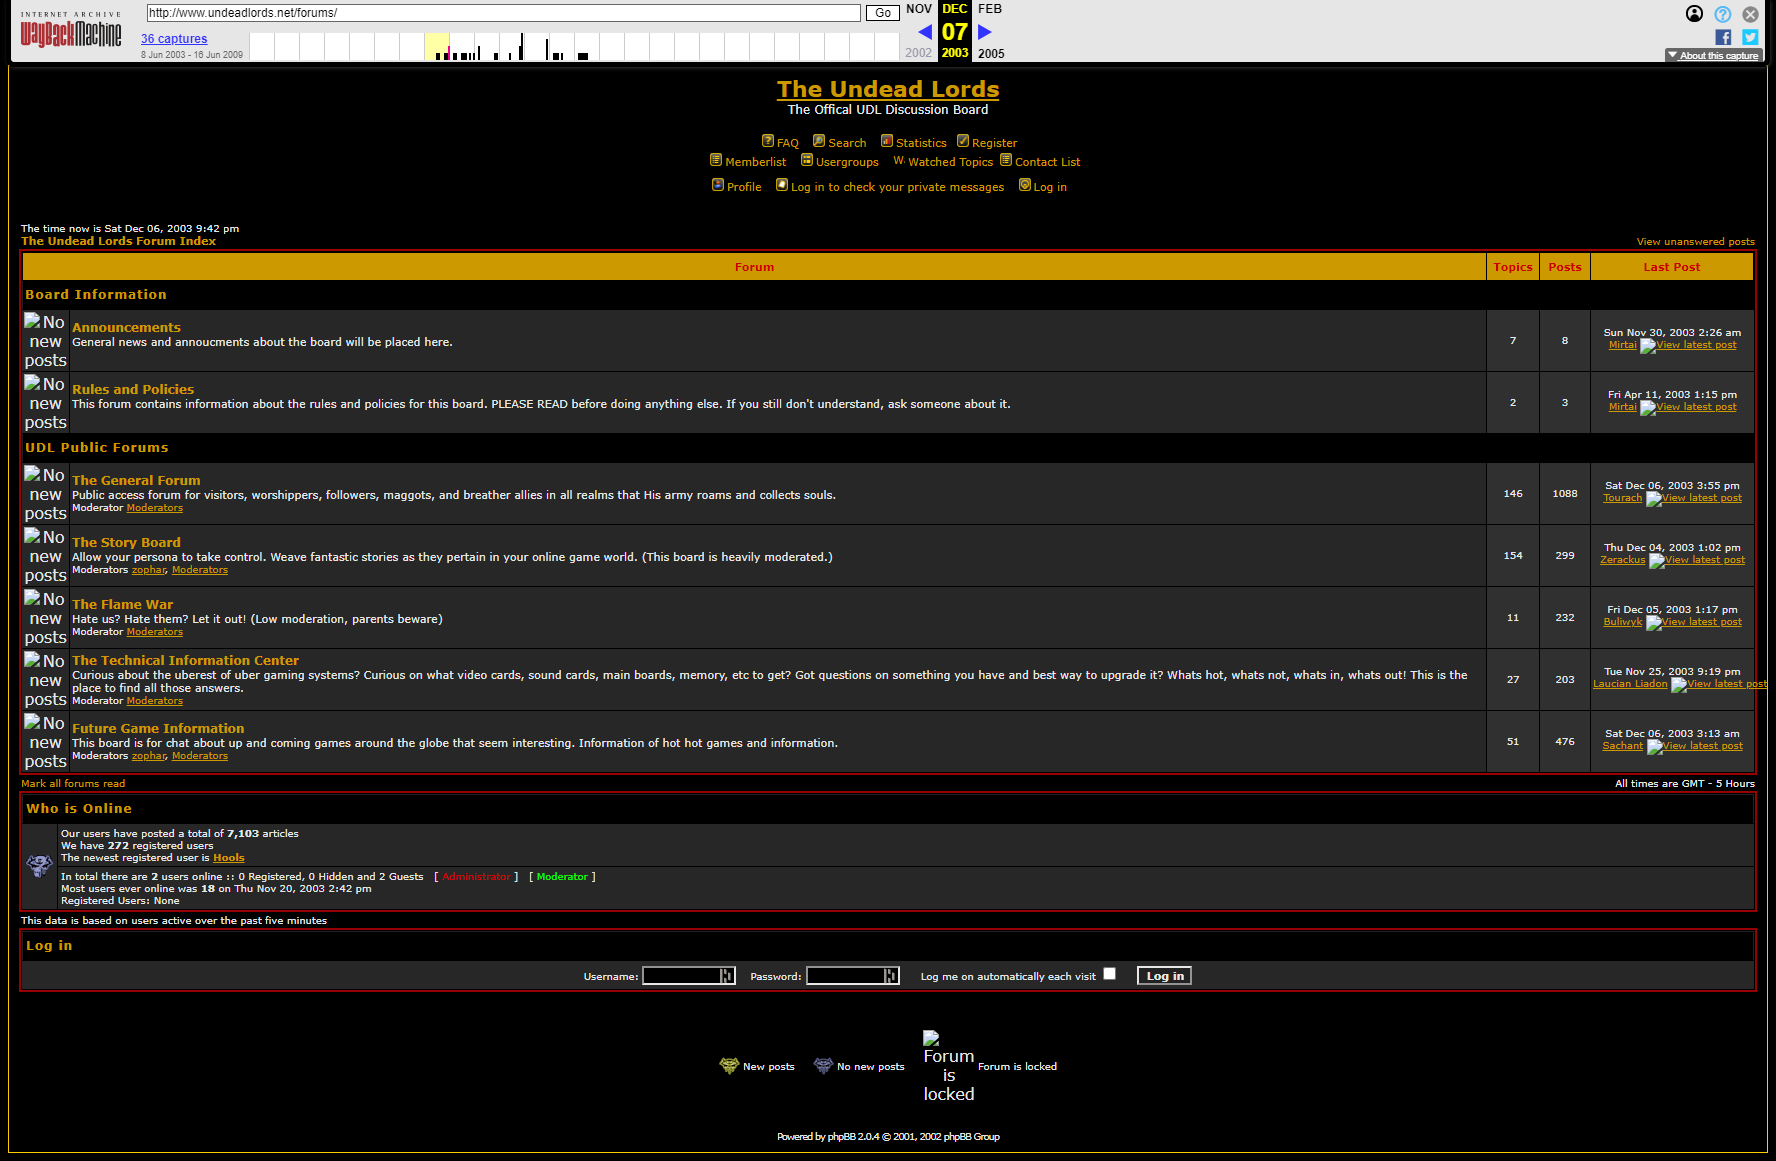 INTERNET ARCHIVE
WayBackMachine
http://www.undeadlords.net/forums/
Go
NOV DEC FEB
36 captures
07
8 Jun 2003 - 16 Jun 2009
2002 2003 2005
About this capture
The Undead Lords
The Offical UDL Discussion Board
FAQ Search Statistics Register
Memberlist Usergroups W. Watched Topics Contact List
Profile Log in to check your private messages Log in
The time now is Sat Dec 06, 2003 9:42 pm
The Undead Lords Forum Index View unanswered posts
Forum Topics Posts Last Post
Board Information
No new posts
Announcements
General news and annoucments about the board will be placed here.
7 8
Sun Nov 30, 2003 2:26 am
Mirtai View latest post
No new posts
Rules and Policies
This forum contains information about the rules and policies for this board. PLEASE READ before doing anything else. If you still don't understand, ask someone about it.
2 3
Fri Apr 11, 2003 1:15 pm
Mirtai View latest post
UDL Public Forums
No new posts
The General Forum
Public access forum for visitors, worshippers, followers, maggots, and breather allies in all realms that His army roams and collects souls.
Moderator Moderators
146 1088
Sat Dec 06, 2003 3:55 pm
Tourach View latest post
No new posts
The Story Board
Allow your persona to take control. Weave fantastic stories as they pertain in your online game world. (This board is heavily moderated.)
Moderators zophar, Moderators
154 299
Thu Dec 04, 2003 1:02 pm
Zerackus View latest post
No new posts
The Flame War
Hate us? Hate them? Let it out! (Low moderation, parents beware)
Moderator Moderators
11 232
Fri Dec 05, 2003 1:17 pm
Buliwyk View latest post
No new posts
The Technical Information Center
Curious about the uberest of uber gaming systems? Curious on what video cards, sound cards, main boards, memory, etc to get? Got questions on something you have and best way to upgrade it? Whats hot, whats not, whats in, whats out! This is the
place to find all those answers.
Moderator Moderators
27 203
Tue Nov 25, 2003 9:19 pm
Laucian Liadon View latest post
No new posts
Future Game Information
This board is for chat about up and coming games around the globe that seem interesting. Information of hot hot games and information.
Moderators zophar, Moderators
51 476
Sat Dec 06, 2003 3:13 am
Sachant View latest post
Mark all forums read All times are GMT - 5 Hours
Who is Online
Our users have posted a total of 7,103 articles
We have 272 registered users
The newest registered user is Hools
In total there are 2 users online :: 0 Registered, 0 Hidden and 2 Guests [ Administrator ] [ Moderator ]
Most users ever online was 18 on Thu Nov 20, 2003 2:42 pm
Registered Users: None
This data is based on users active over the past five minutes
Log in
Username: Password: Log me on automatically each visit Log in
New posts No new posts Forum is locked Forum is locked
Powered by phpBB 2.0.4 © 2001, 2002 phpBB Group